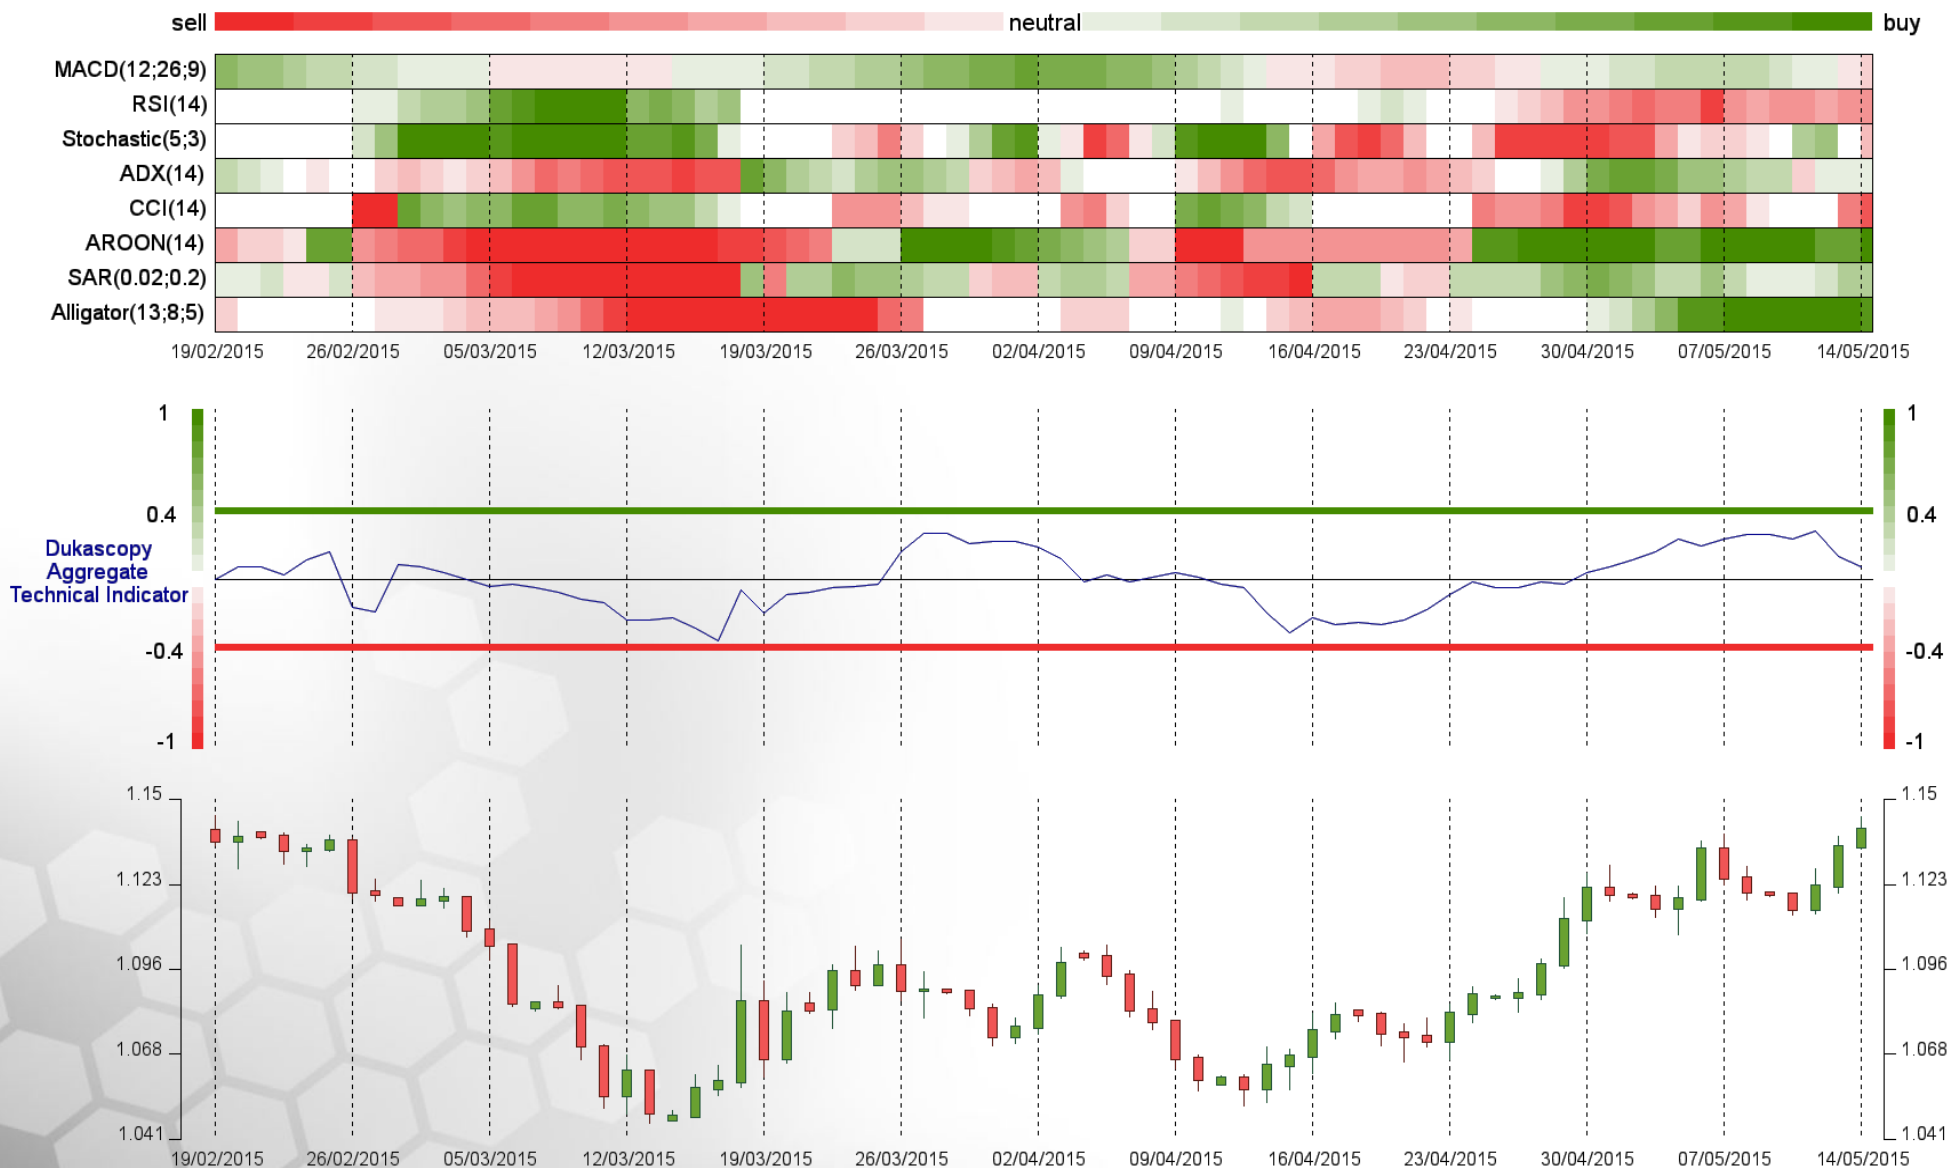 sell neutral buy
MACD(12;26;9)
RSI(14)
Stochastic(5;3)
ADX(14)
CCI(14)
AROON(14)
SAR(0.02;0.2)
Alligator(13;8;5)
19/02/2015 26/02/2015 05/03/2015 12/03/2015 19/03/2015 26/03/2015 02/04/2015 09/04/2015 16/04/2015 23/04/2015 30/04/2015 07/05/2015 14/05/2015
1 1
0.4 0.4
Dukascopy
Aggregate
Technical Indicator
-0.4 -0.4
-1 -1
1.15 1.15
1.123 1.123
1.096 1.096
1.068 1.068
1.041 1.041
19/02/2015 26/02/2015 05/03/2015 12/03/2015 19/03/2015 26/03/2015 02/04/2015 09/04/2015 16/04/2015 23/04/2015 30/04/2015 07/05/2015 14/05/2015